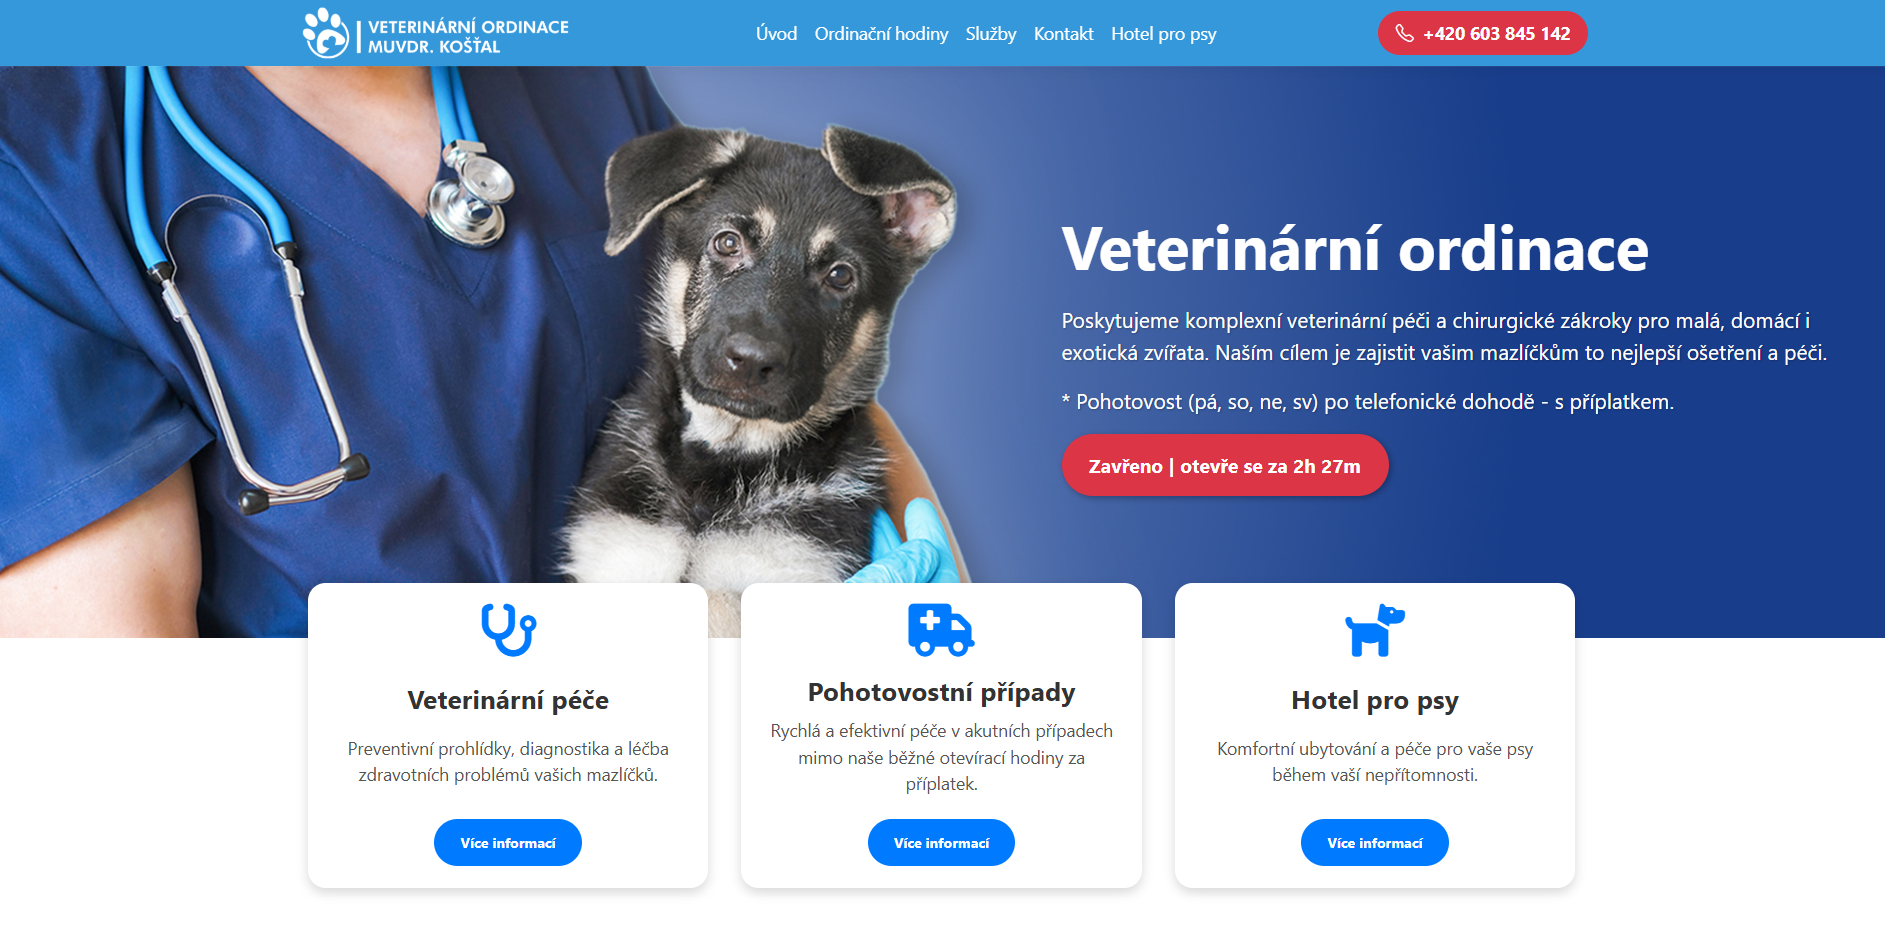 VETERINÁRNÍ ORDINACE
MUVDR. KOŠŤAL
Úvod Ordinační hodiny Služby Kontakt Hotel pro psy
+420 603 845 142
Veterinární ordinace
Poskytujeme komplexní veterinární péči a chirurgické zákroky pro malá, domácí i
exotická zvířata. Naším cílem je zajistit vašim mazlíčkům to nejlepší ošetření a péči.
* Pohotovost (pá, so, ne, sv) po telefonické dohodě - s příplatkem.
Zavřeno | otevře se za 2h 27m
Veterinární péče
Preventivní prohlídky, diagnostika a léčba
zdravotních problémů vašich mazlíčků.
Více informací
Pohotovostní případy
Rychlá a efektivní péče v akutních případech
mimo naše běžné otevírací hodiny za
příplatek.
Více informací
Hotel pro psy
Komfortní ubytování a péče pro vaše psy
během vaší nepřítomnosti.
Více informací